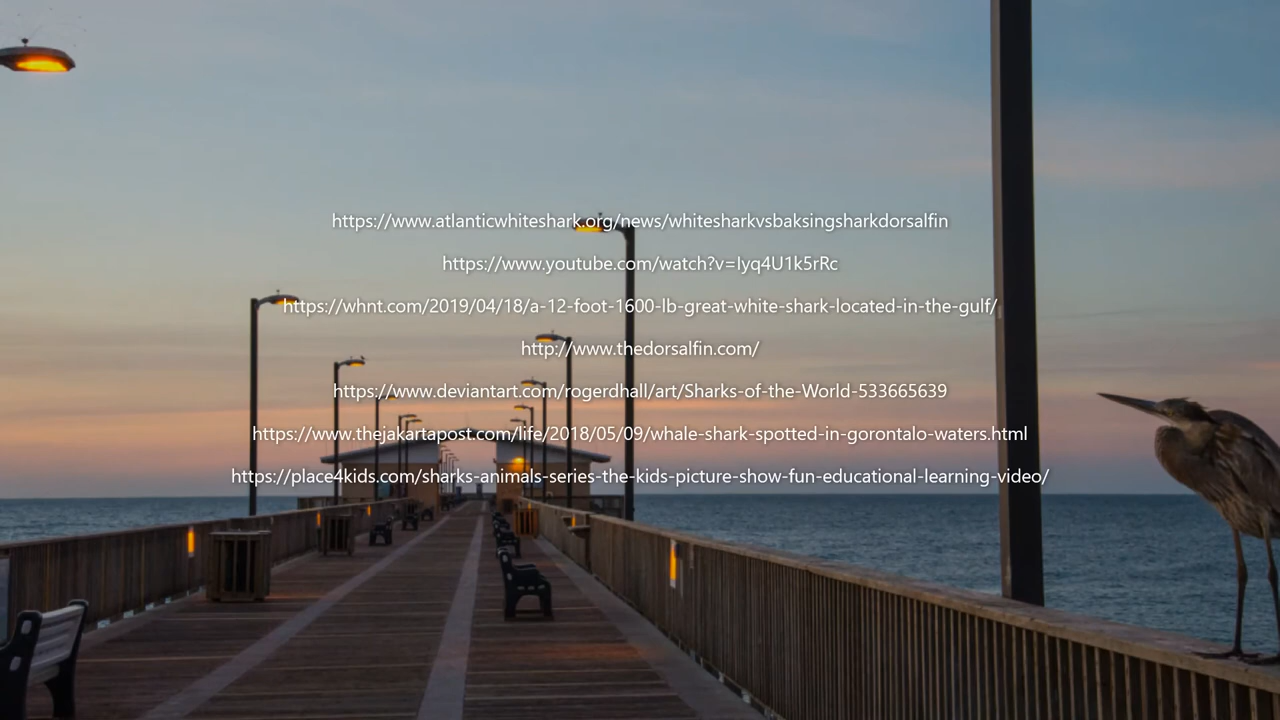 https://www.atlanticwhiteshark.org/news/whitesharkvsbaksingsharkdorsalfin
https://www.youtube.com/watch?v=Iyq4U1k5rRc
https://whnt.com/2019/04/18/a-12-foot-1600-lb-great-white-shark-located-in-the-gulf/
http://www.thedorsalfin.com/
https://www.deviantart.com/rogerdhall/art/Sharks-of-the-World-533665639
https://www.thejakartapost.com/life/2018/05/09/whale-shark-spotted-in-gorontalo-waters.html
https://place4kids.com/sharks-animals-series-the-kids-picture-show-fun-educational-learning-video/